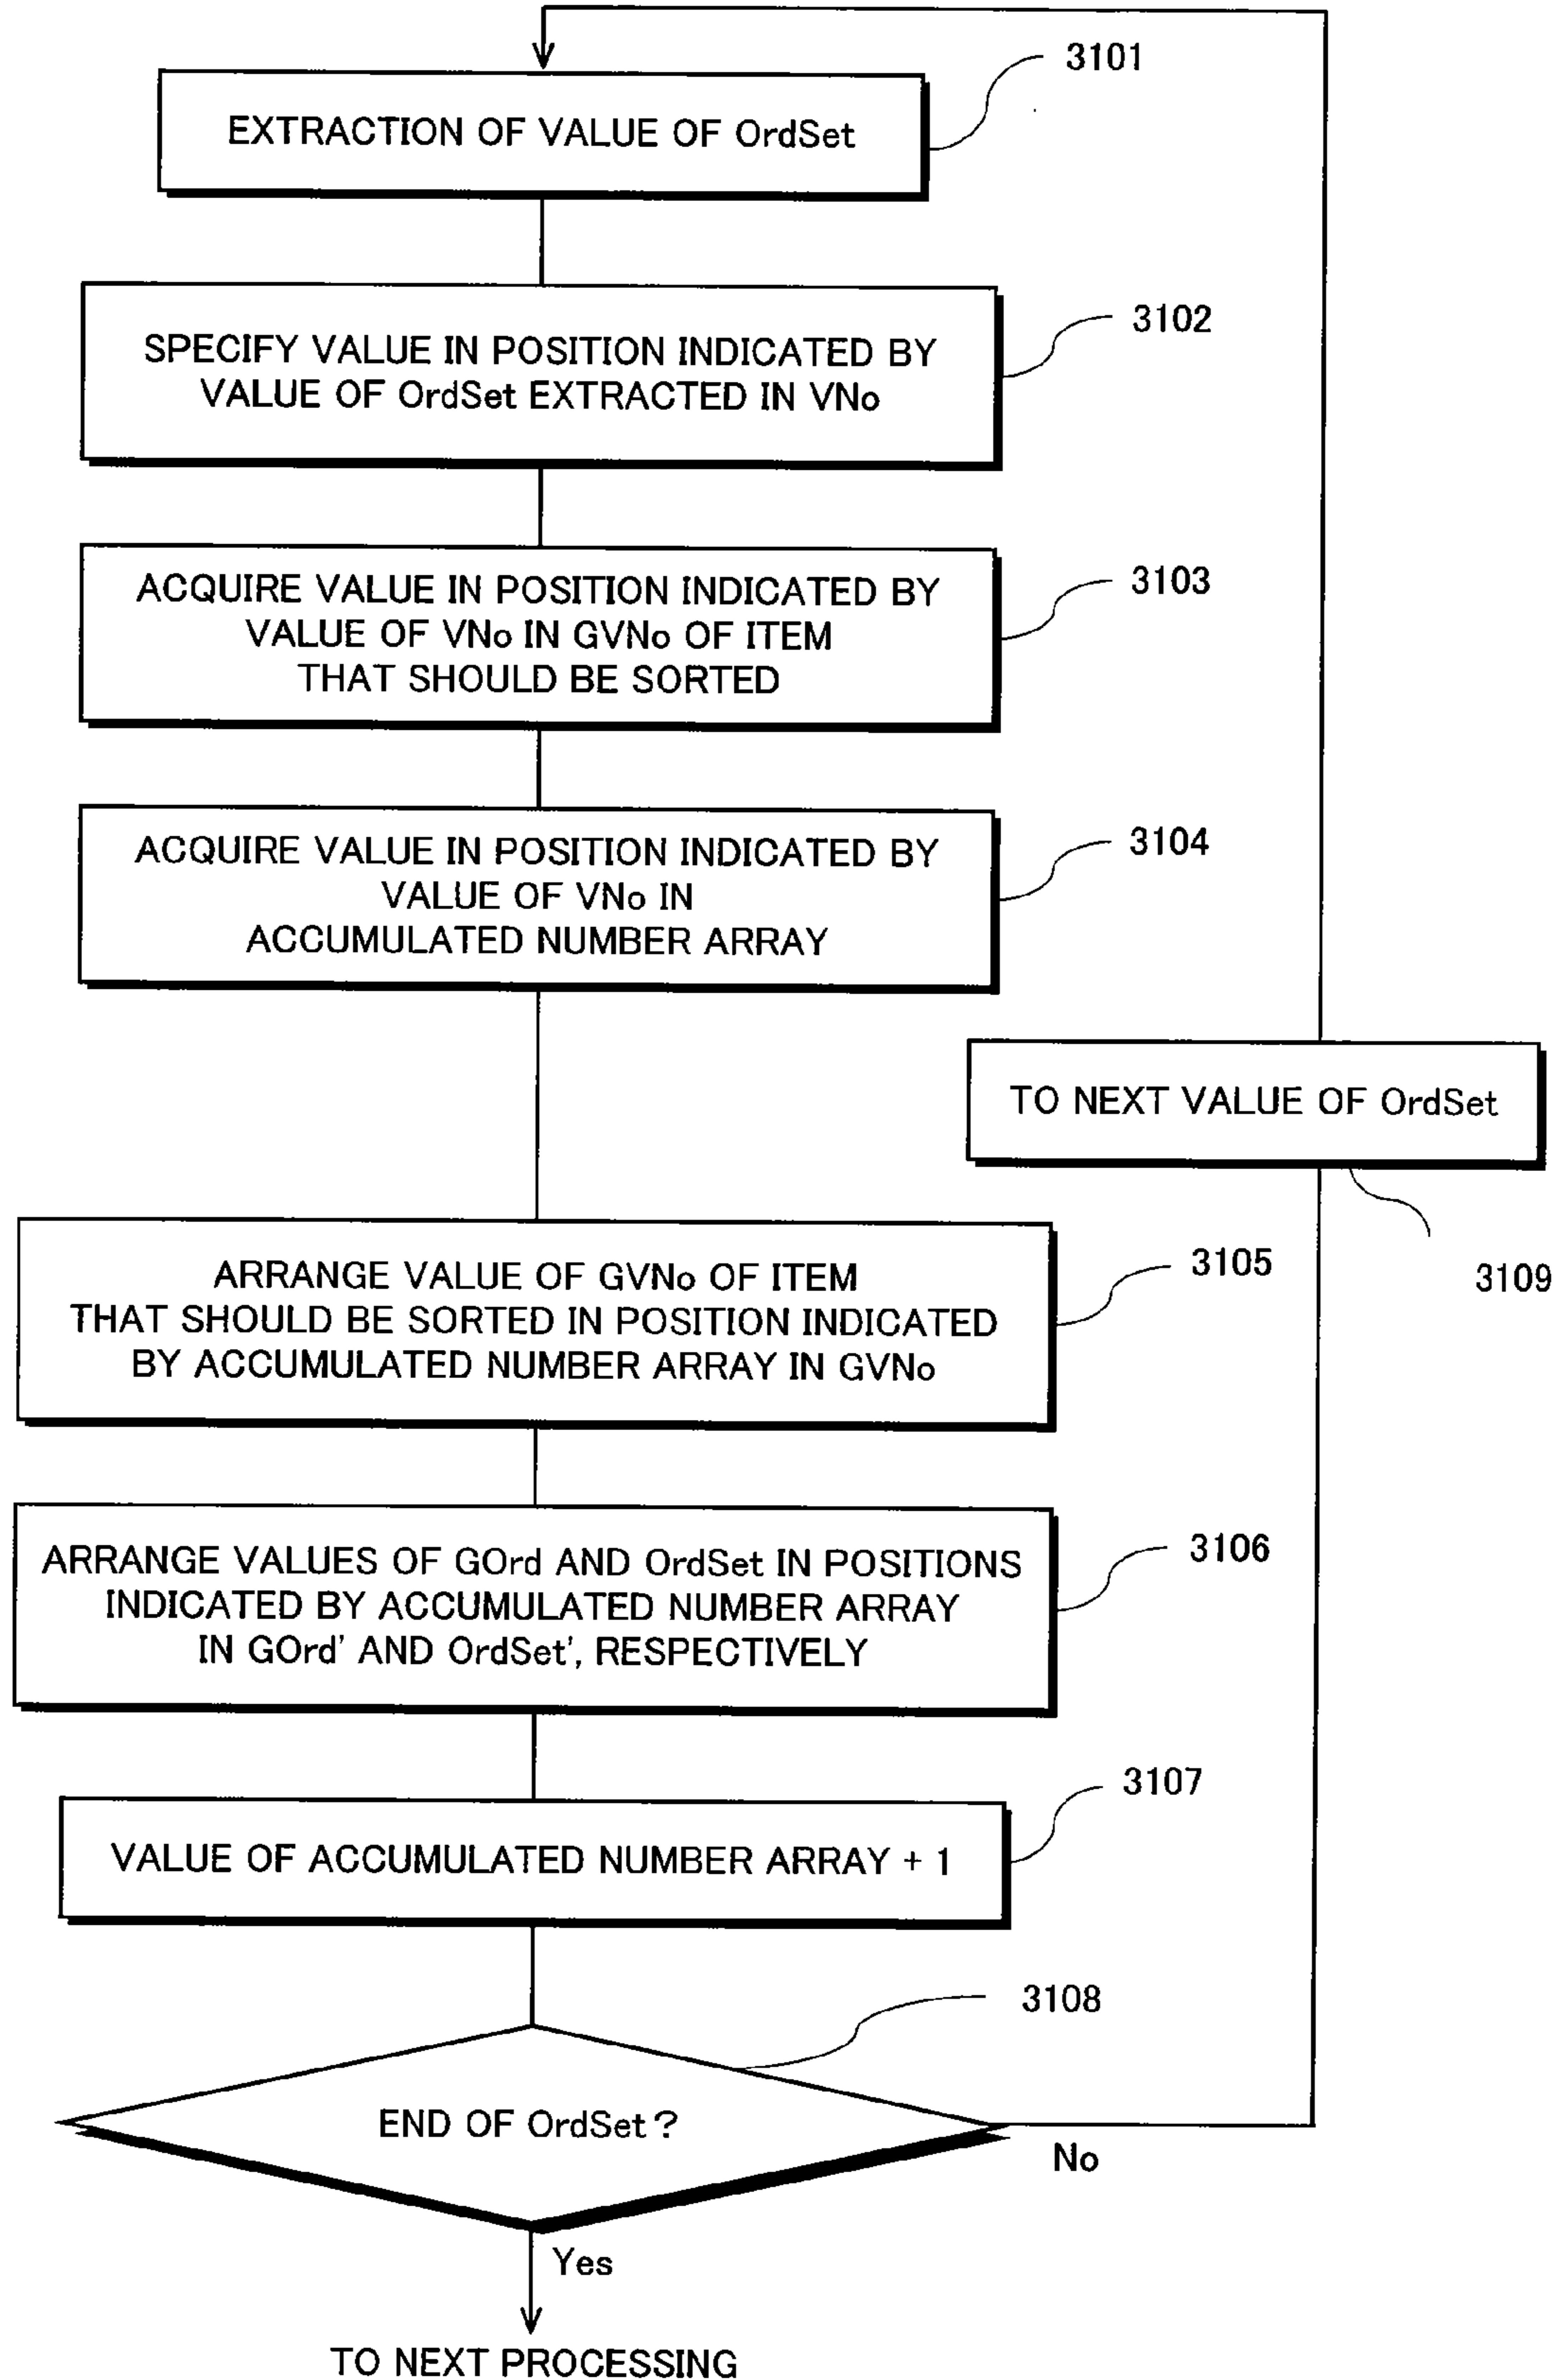 3101
EXTRACTION OF VALUE OF OrdSet
3102
SPECIFY VALUE IN POSITION INDICATED BY
VALUE OF OrdSet EXTRACTED IN VNo
3103
ACQUIRE VALUE IN POSITION INDICATED BY
VALUE OF VNo IN GVNo OF ITEM
THAT SHOULD BE SORTED
3104
ACQUIRE VALUE IN POSITION INDICATED BY
VALUE OF VNo IN
ACCUMULATED NUMBER ARRAY
TO NEXT VALUE OF OrdSet
3109
3105
ARRANGE VALUE OF GVNo OF ITEM
THAT SHOULD BE SORTED IN POSITION INDICATED
BY ACCUMULATED NUMBER ARRAY IN GVNo
3106
ARRANGE VALUES OF GOrd AND OrdSet IN POSITIONS
INDICATED BY ACCUMULATED NUMBER ARRAY
IN GOrd' AND OrdSet', RESPECTIVELY
3107
VALUE OF ACCUMULATED NUMBER ARRAY + 1
3108
END OF OrdSet?
No
Yes
TO NEXT PROCESSING